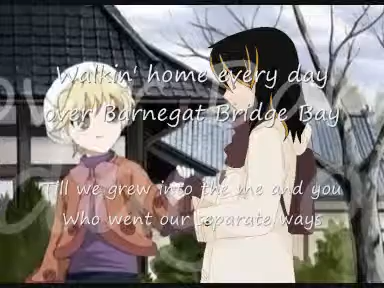 Walkin' home every day
over Barnegat Bridge Bay
Till we grew into the me and you
Who went our separate ways